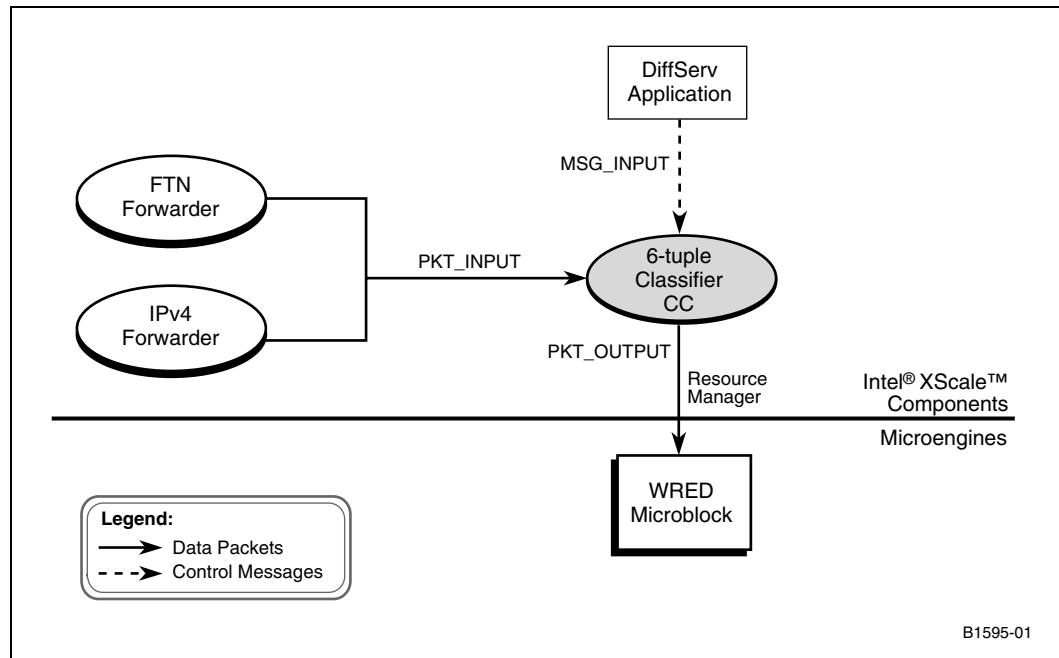 DiffServ
Application
MSG_INPUT
FTN
Forwarder
PKT_INPUT
6-tuple
Classifier
CC
IPv4
Forwarder
PKT_OUTPUT
Resource
Manager
Intel® XScale™
Components
Microengines
WRED
Microblock
Legend:
Data Packets
Control Messages
B1595-01